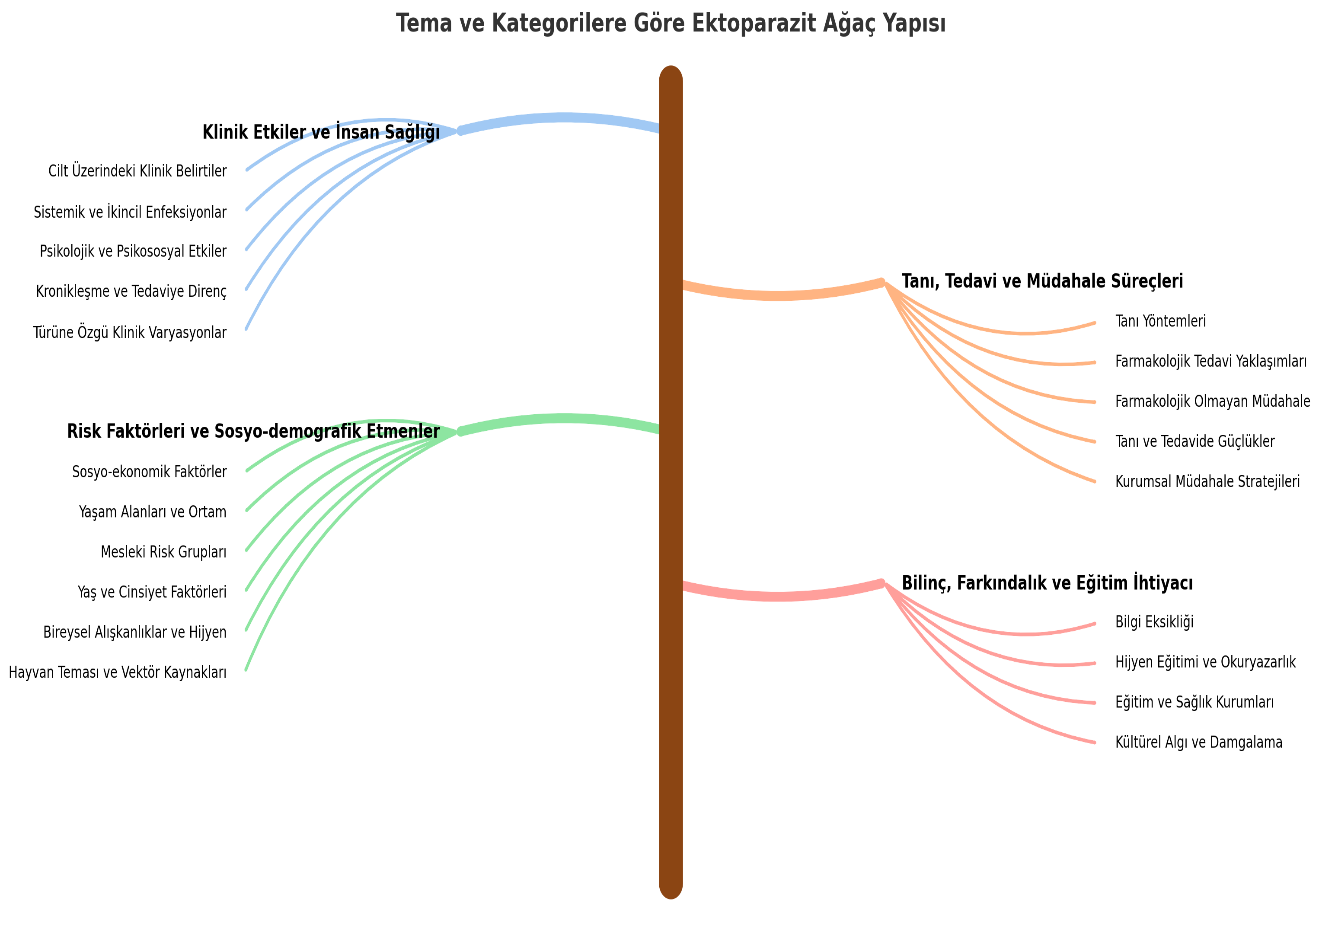 Tema ve Kategorilere Göre Ektoparazit Ağaç Yapısı
Klinik Etkiler ve İnsan Sağlığı
Cilt Üzerindeki Klinik Belirtiler
Sistemik ve İkincil Enfeksiyonlar
Psikolojik ve Psikososyal Etkiler
Kronikleşme ve Tedaviye Direnç
Türüne Özgü Klinik Varyasyonlar
Tanı, Tedavi ve Müdahale Süreçleri
Tanı Yöntemleri
Farmakolojik Tedavi Yaklaşımları
Farmakolojik Olmayan Müdahale
Tanı ve Tedavide Güçlükler
Kurumsal Müdahale Stratejileri
Risk Faktörleri ve Sosyo-demografik Etmenler
Sosyo-ekonomik Faktörler
Yaşam Alanları ve Ortam
Mesleki Risk Grupları
Yaş ve Cinsiyet Faktörleri
Bireysel Alışkanlıklar ve Hijyen
Hayvan Teması ve Vektör Kaynakları
Bilinç, Farkındalık ve Eğitim İhtiyacı
Bilgi Eksikliği
Hijyen Eğitimi ve Okuryazarlık
Eğitim ve Sağlık Kurumları
Kültürel Algı ve Damgalama